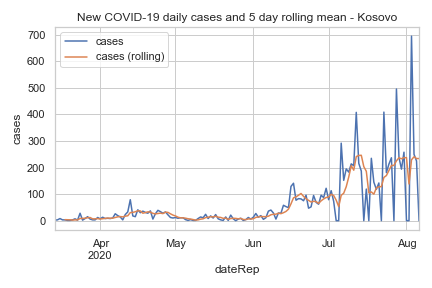 New COVID-19 daily cases and 5 day rolling mean - Kosovo
cases
cases (rolling)
700
600
500
400
300
200
100
0
cases
Apr
2020
May
Jun
Jul
Aug
dateRep